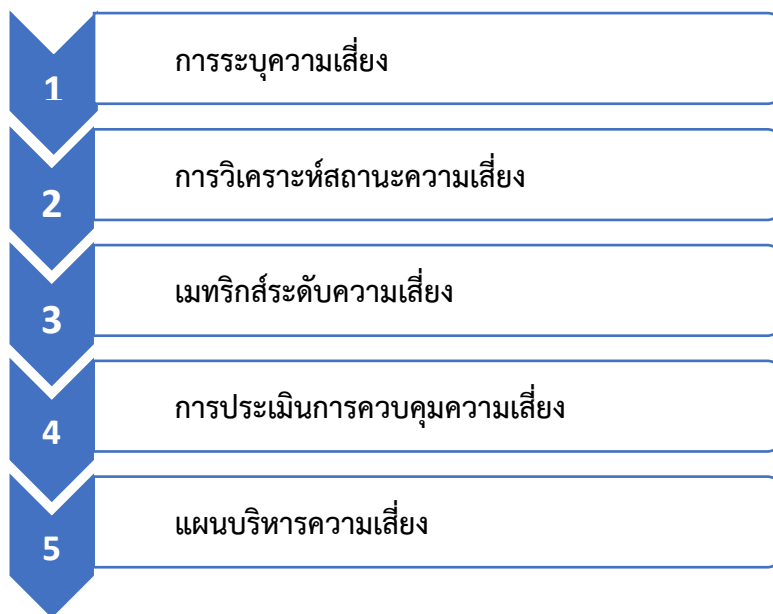 1
การระบุความเสี่ยง
2
การวิเคราะห์สถานะความเสี่ยง
3
เมทริกส์ระดับความเสี่ยง
4
การประเมินการควบคุมความเสี่ยง
5
แผนบริหารความเสี่ยง